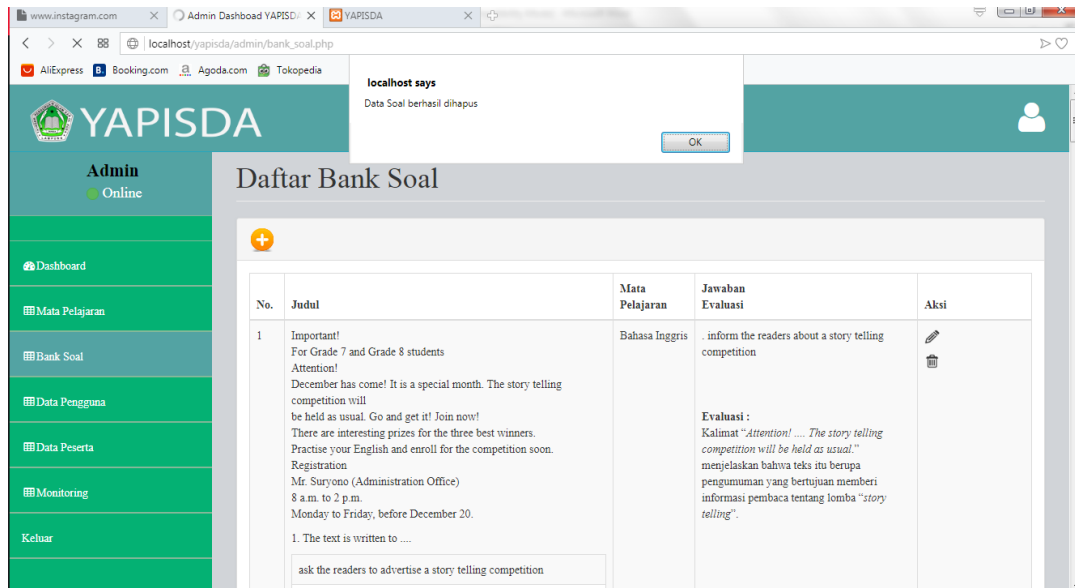 www.instagram.com
Admin Dashboad YAPISDA
YAPISDA
localhost/yapisda/admin/bank_soal.php
AliExpress
Booking.com
Agoda.com
Tokopedia
localhost says
Data Soal berhasil dihapus
OK
YAPISDA
Admin
Online
Dashboard
Mata Pelajaran
Bank Soal
Data Pengguna
Data Peserta
Monitoring
Keluar
Daftar Bank Soal
No.
Judul
Mata
Pelajaran
Jawaban
Evaluasi
Aksi
1
Important!
For Grade 7 and Grade 8 students
Attention!
December has come! It is a special month. The story telling
competition will
be held as usual. Go and get it! Join now!
There are interesting prizes for the three best winners.
Practise your English and enroll for the competition soon.
Registration
Mr. Suryono (Administration Office)
8 a.m. to 2 p.m.
Monday to Friday, before December 20.
1. The text is written to ....
ask the readers to advertise a story telling competition
Bahasa Inggris
. inform the readers about a story telling
competition
Evaluasi :
Kalimat “Attention! .... The story telling
competition will be held as usual.”
menjelaskan bahwa teks itu berupa
pengumuman yang bertujuan memberi
informasi pembaca tentang lomba “story
telling”.